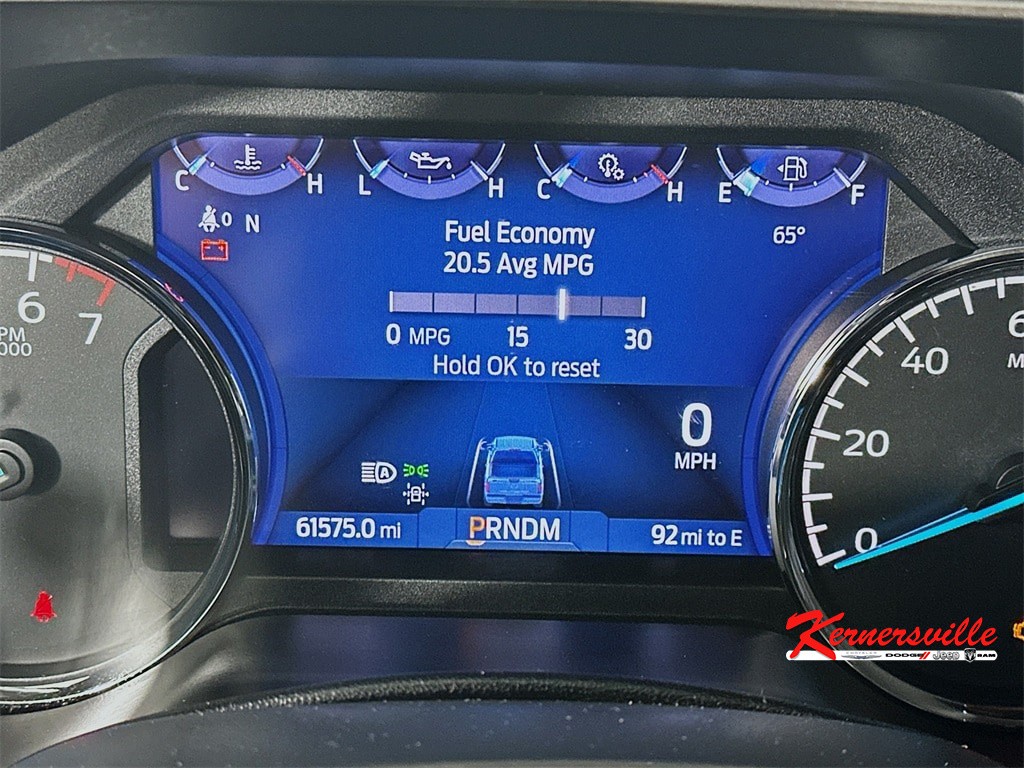 C H L H C H E F
0 N
Fuel Economy
20.5 Avg MPG
65°
0 MPG 15 30
Hold OK to reset
6
7
40
20
0
0
MPH
A
61575.0 mi PRNDM 92 mi to E
Kernersville
CHRYSLER DODGE Jeep RAM